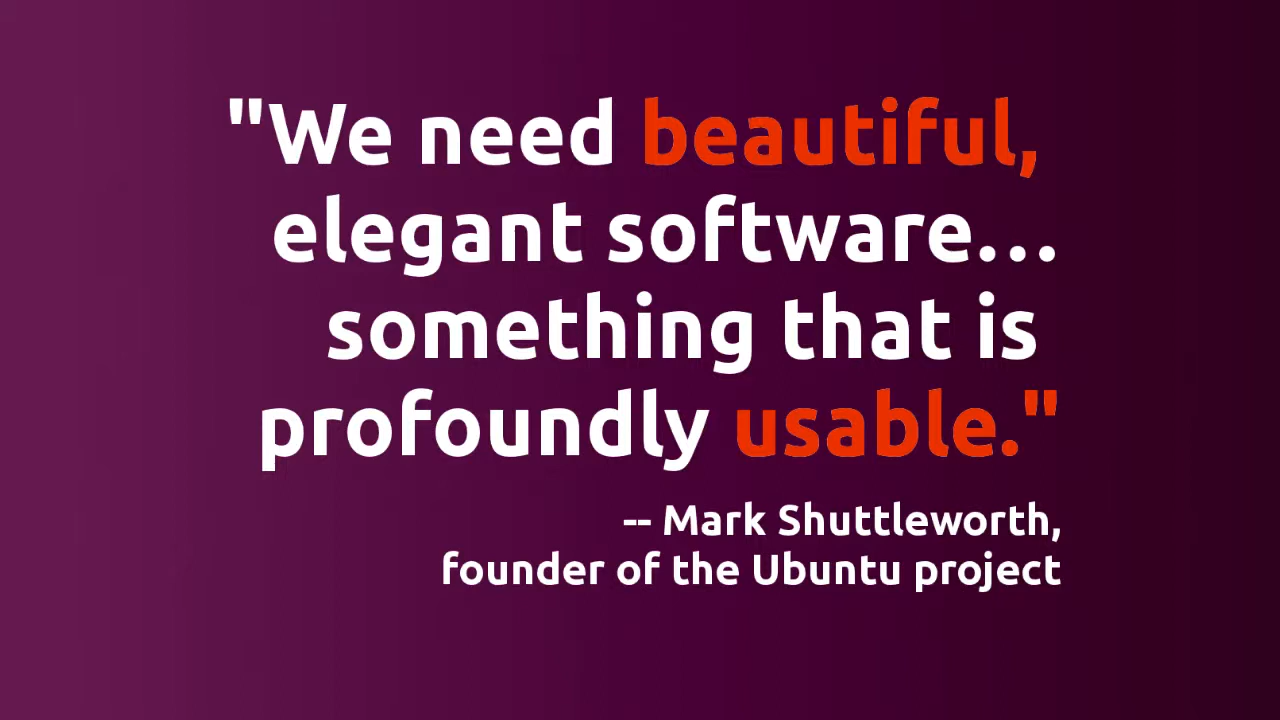 "We need beautiful,
elegant software…
something that is
profoundly usable."
-- Mark Shuttleworth,
founder of the Ubuntu project